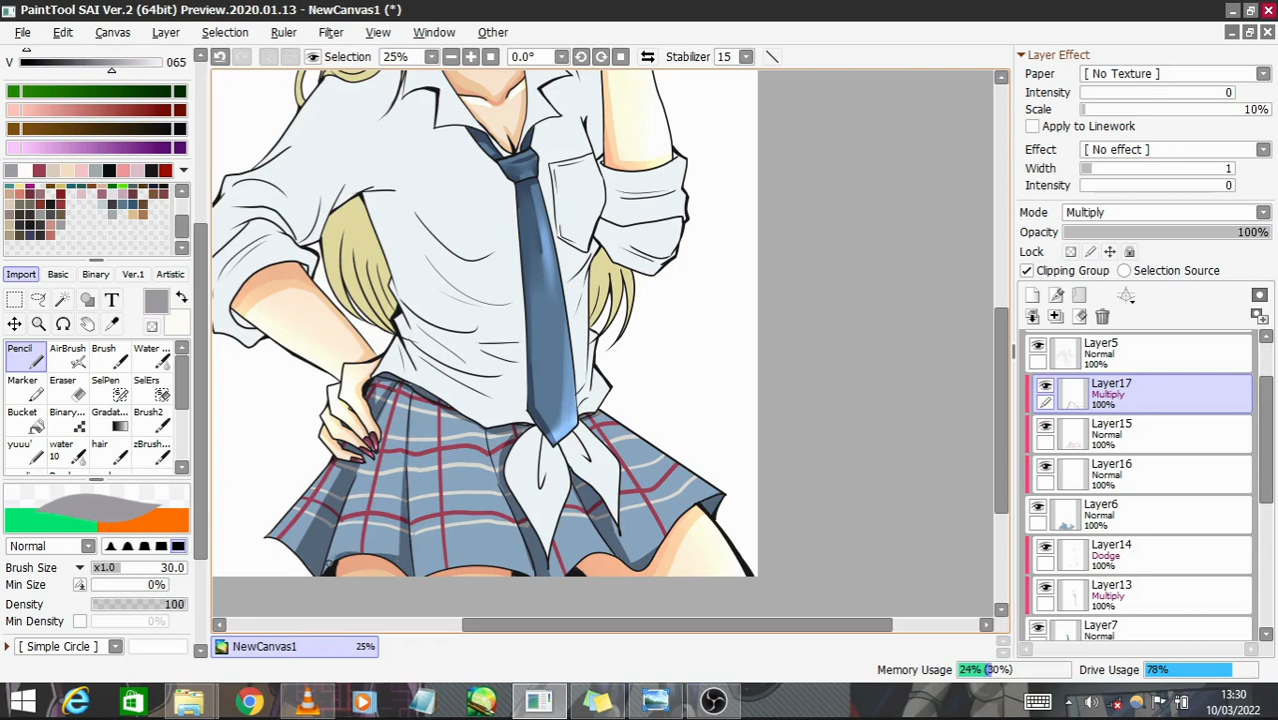 PaintTool SAI Ver.2 (64bit) Preview.2020.01.13 - NewCanvas1 (*)
File Edit Canvas Layer Selection Filter Ruler View Window Other
V 065
Selection 25% 0.0° Stabilizer 15
Layer Effect
Paper [ No Texture ]
Intensity 0
Scale 10%
Apply to Linework
Effect [ No effect ]
Width 1
Intensity 0
Mode Multiply
Opacity 100%
Lock
Clipping Group Selection Source
Import Basic Binary Ver.1 Artistic
T
Pencil AirBrush Brush Water ...
Marker Eraser SelPen SelErs
Bucket Binary... Gradat... Brush2
yuuu' water hair zBrush...
10
Normal
Brush Size x1.0 30.0
Min Size 0%
Density 100
Min Density 0%
[ Simple Circle ]
Layer5
Normal
100%
Layer17
Multiply
100%
Layer15
Normal
100%
Layer16
Normal
100%
Layer6
Normal
100%
Layer14
Dodge
100%
Layer13
Multiply
100%
Layer7
Normal
NewCanvas1 25%
Memory Usage 24% (30%) Drive Usage 78%
13:30
10/03/2022